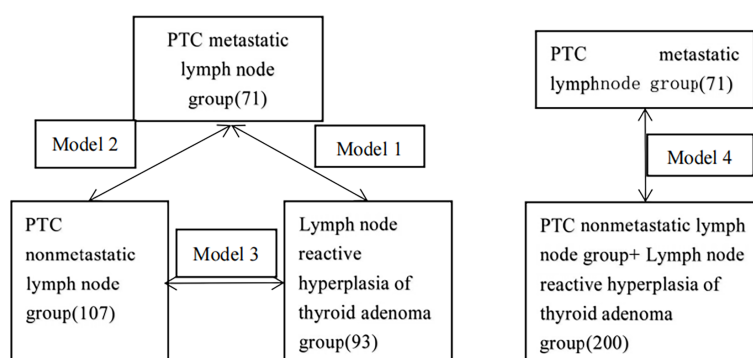 PTC metastatic
lymph node
group(71)
Model 2
Model 1
PTC
nonmetastatic
lymph node
group(107)
Model 3
Lymph node
reactive
hyperplasia of
thyroid adenoma
group(93)
PTC metastatic
lymphnode group(71)
Model 4
PTC nonmetastatic lymph
node group+ Lymph node
reactive hyperplasia of
thyroid adenoma
group(200)